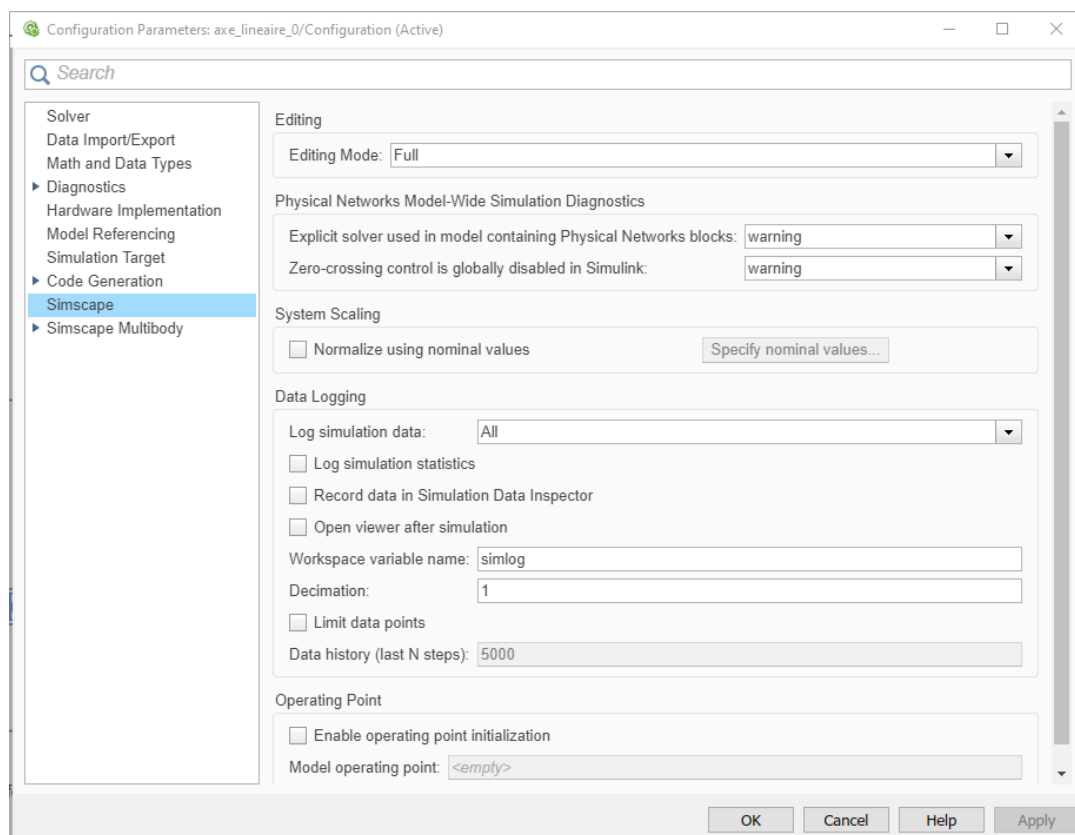 Configuration Parameters: axe_lineaire_0/Configuration (Active)
Search
Solver
Data Import/Export
Math and Data Types
Diagnostics
Hardware Implementation
Model Referencing
Simulation Target
Code Generation
Simscape
Simscape Multibody
Editing
Editing Mode: Full
Physical Networks Model-Wide Simulation Diagnostics
Explicit solver used in model containing Physical Networks blocks: warning
Zero-crossing control is globally disabled in Simulink: warning
System Scaling
Normalize using nominal values Specify nominal values...
Data Logging
Log simulation data: All
Log simulation statistics
Record data in Simulation Data Inspector
Open viewer after simulation
Workspace variable name: simlog
Decimation: 1
Limit data points
Data history (last N steps): 5000
Operating Point
Enable operating point initialization
Model operating point: <empty>
OK Cancel Help Apply